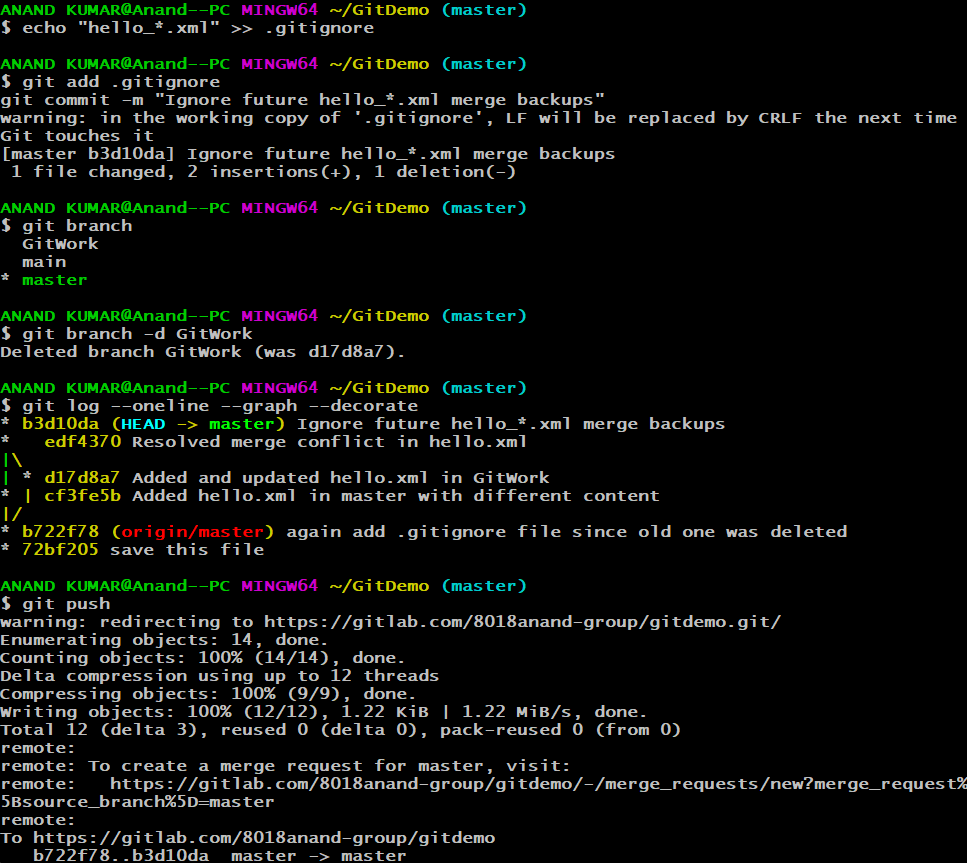 ANAND KUMAR@Anand--PC MINGW64 ~/GitDemo (master)
$ echo "hello_*.xml" >> .gitignore
ANAND KUMAR@Anand--PC MINGW64 ~/GitDemo (master)
$ git add .gitignore
git commit -m "Ignore future hello_*.xml merge backups"
warning: in the working copy of '.gitignore', LF will be replaced by CRLF the next time
Git touches it
[master b3d10da] Ignore future hello_*.xml merge backups
 1 file changed, 2 insertions(+), 1 deletion(-)
ANAND KUMAR@Anand--PC MINGW64 ~/GitDemo (master)
$ git branch
  GitWork
  main
* master
ANAND KUMAR@Anand--PC MINGW64 ~/GitDemo (master)
$ git branch -d GitWork
Deleted branch GitWork (was d17d8a7).
ANAND KUMAR@Anand--PC MINGW64 ~/GitDemo (master)
$ git log --oneline --graph --decorate
* b3d10da (HEAD -> master) Ignore future hello_*.xml merge backups
*   edf4370 Resolved merge conflict in hello.xml
|\
| * d17d8a7 Added and updated hello.xml in GitWork
* | cf3fe5b Added hello.xml in master with different content
|/
* b722f78 (origin/master) again add .gitignore file since old one was deleted
* 72bf205 save this file
ANAND KUMAR@Anand--PC MINGW64 ~/GitDemo (master)
$ git push
warning: redirecting to https://gitlab.com/8018anand-group/gitdemo.git/
Enumerating objects: 14, done.
Counting objects: 100% (14/14), done.
Delta compression using up to 12 threads
Compressing objects: 100% (9/9), done.
Writing objects: 100% (12/12), 1.22 KiB | 1.22 MiB/s, done.
Total 12 (delta 3), reused 0 (delta 0), pack-reused 0 (from 0)
remote:
remote: To create a merge request for master, visit:
remote:   https://gitlab.com/8018anand-group/gitdemo/-/merge_requests/new?merge_request%
5Bsource_branch%5D=master
remote:
To https://gitlab.com/8018anand-group/gitdemo
   b722f78..b3d10da  master -> master